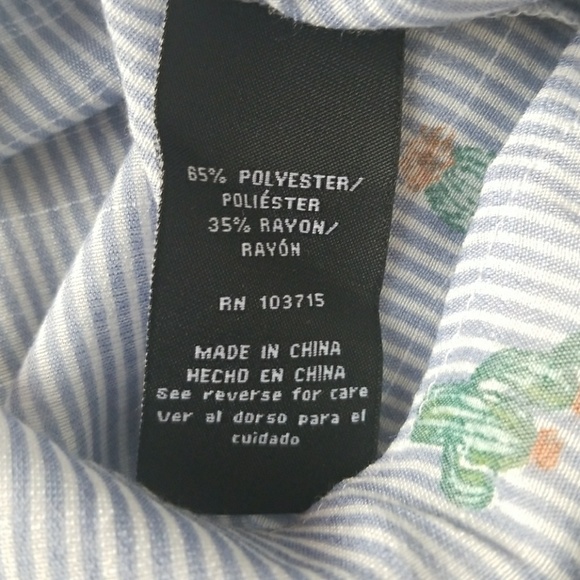 65% POLYESTER/
POLIÉSTER
35% RAYON/
RAYÓN
RN 103715
MADE IN CHINA
HECHO EN CHINA
See reverse for care
Ver al dorso para el
cuidado